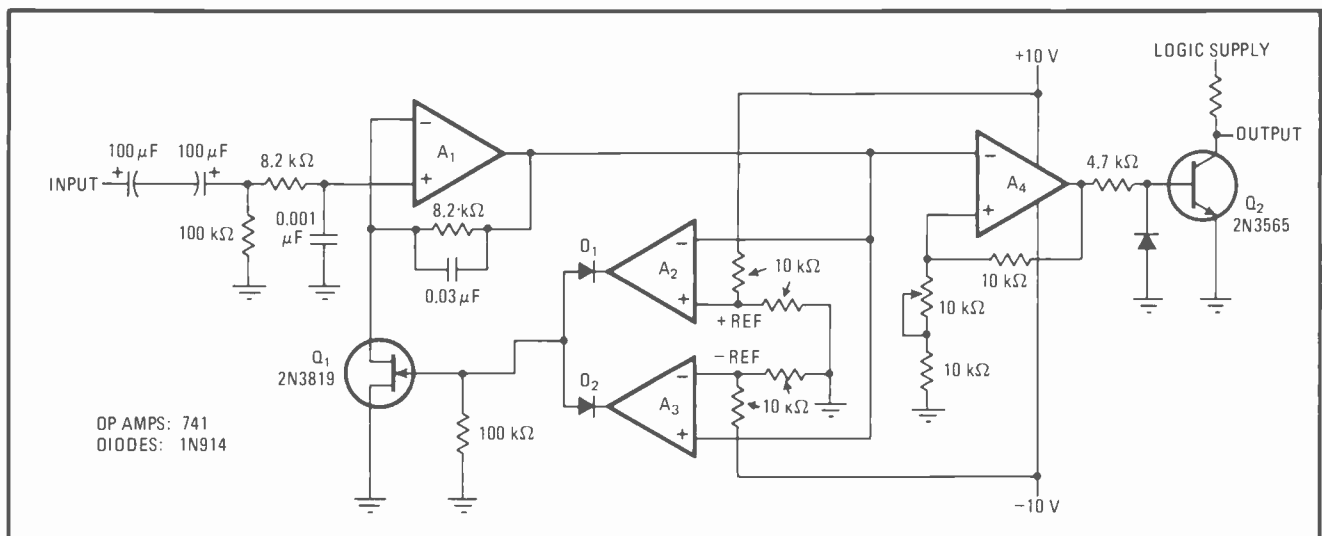 +10 V
LOGIC SUPPLY
100 µF
100 µF
8.2 kΩ
INPUT
+
+
−
+
A1
−
+
A4
4.7 kΩ
OUTPUT
Q2
2N3565
100 kΩ
0.001
µF
8.2 kΩ
0.03 µF
D1
−
A2
+
10 kΩ
+ REF
10 kΩ
10 kΩ
10 kΩ
Q1
2N3819
D2
− REF
−
A3
+
10 kΩ
100 kΩ
OP AMPS: 741
DIODES: 1N914
−10 V